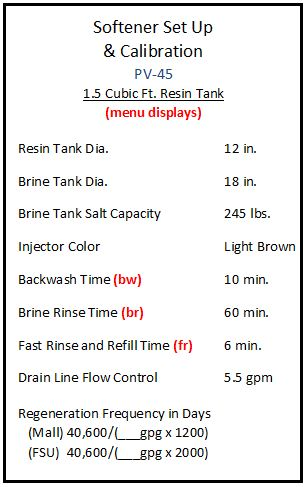 Softener Set Up
& Calibration
PV-45
1.5 Cubic Ft. Resin Tank
(menu displays)
Resin Tank Dia. 12 in.
Brine Tank Dia. 18 in.
Brine Tank Salt Capacity 245 lbs.
Injector Color Light Brown
Backwash Time (bw) 10 min.
Brine Rinse Time (br) 60 min.
Fast Rinse and Refill Time (fr) 6 min.
Drain Line Flow Control 5.5 gpm
Regeneration Frequency in Days
(Mall) 40,600/(___gpg x 1200)
(FSU) 40,600/(___gpg x 2000)